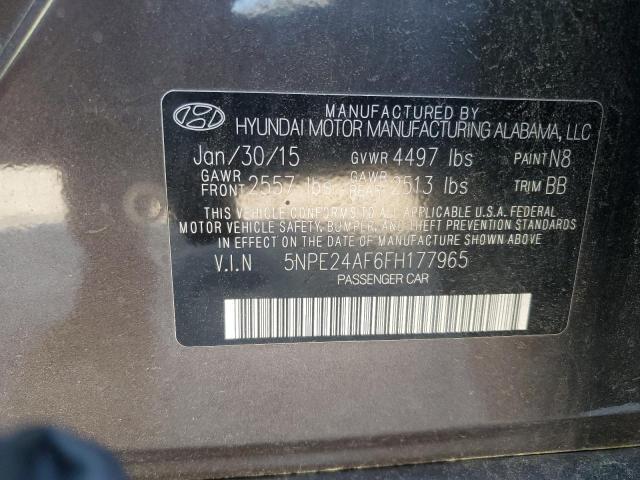 MANUFACTURED BY
HYUNDAI MOTOR MANUFACTURING ALABAMA, LLC
Jan/30/15 GVWR 4497 lbs PAINT N8
GAWR FRONT 2557 lbs GAWR REAR 2513 lbs TRIM BB
THIS VEHICLE CONFORMS TO ALL APPLICABLE U.S.A. FEDERAL
MOTOR VEHICLE SAFETY, BUMPER, AND THEFT PREVENTION STANDARDS
IN EFFECT ON THE DATE OF MANUFACTURE SHOWN ABOVE.
V.I.N 5NPE24AF6FH177965
PASSENGER CAR